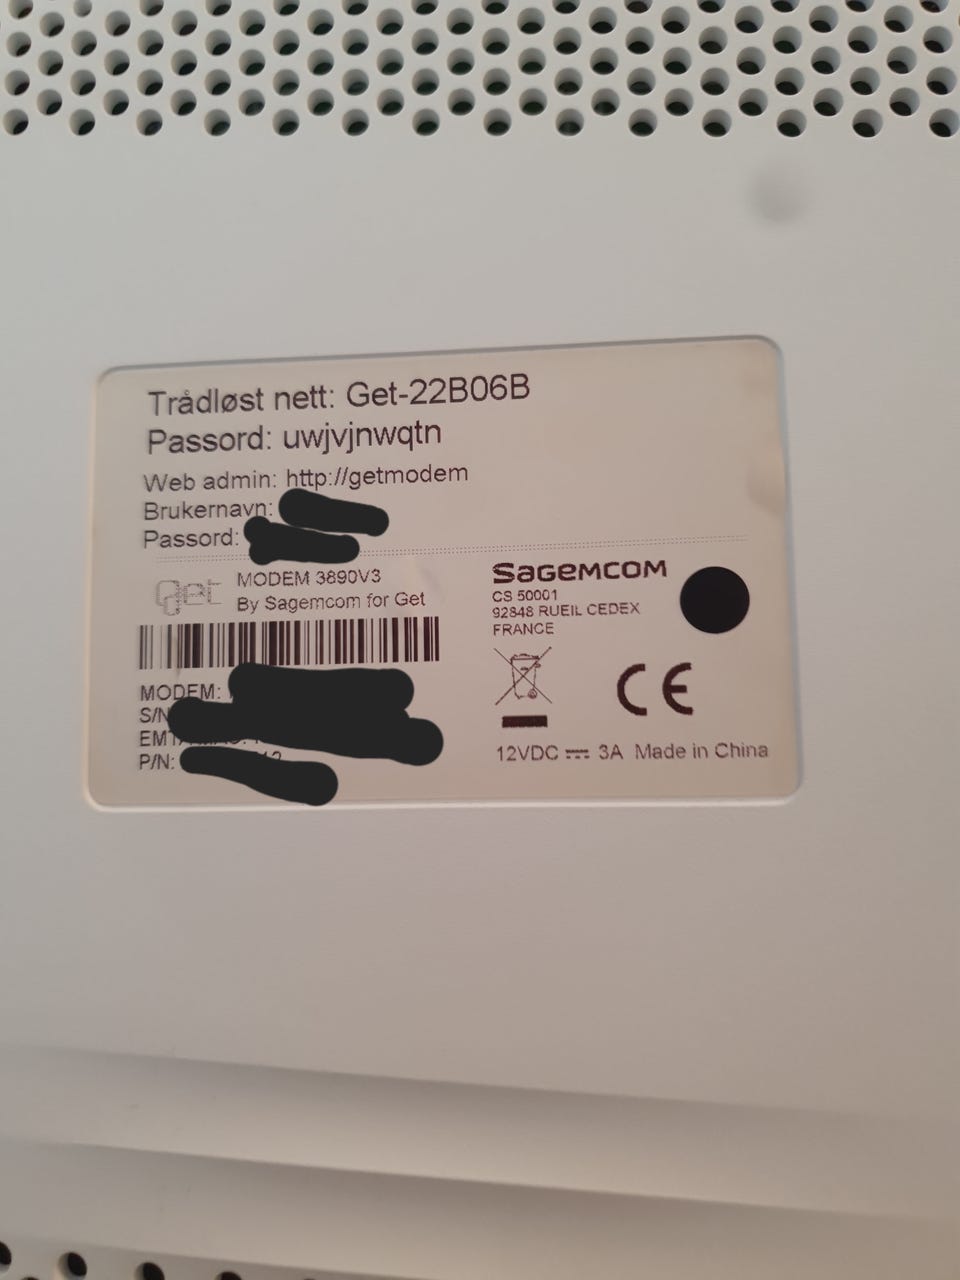 Trådløst nett: Get-22B06B
Passord: uwjvjnwqtn
Web admin: http://getmodem
Brukernavn:
Passord:
get
MODEM 3890V3
By Sagemcom for Get
MODEM:
S/N
P/N:
SAGEMCOM
CS 50001
92848 RUEIL CEDEX
FRANCE
CE
12VDC 3A Made in China